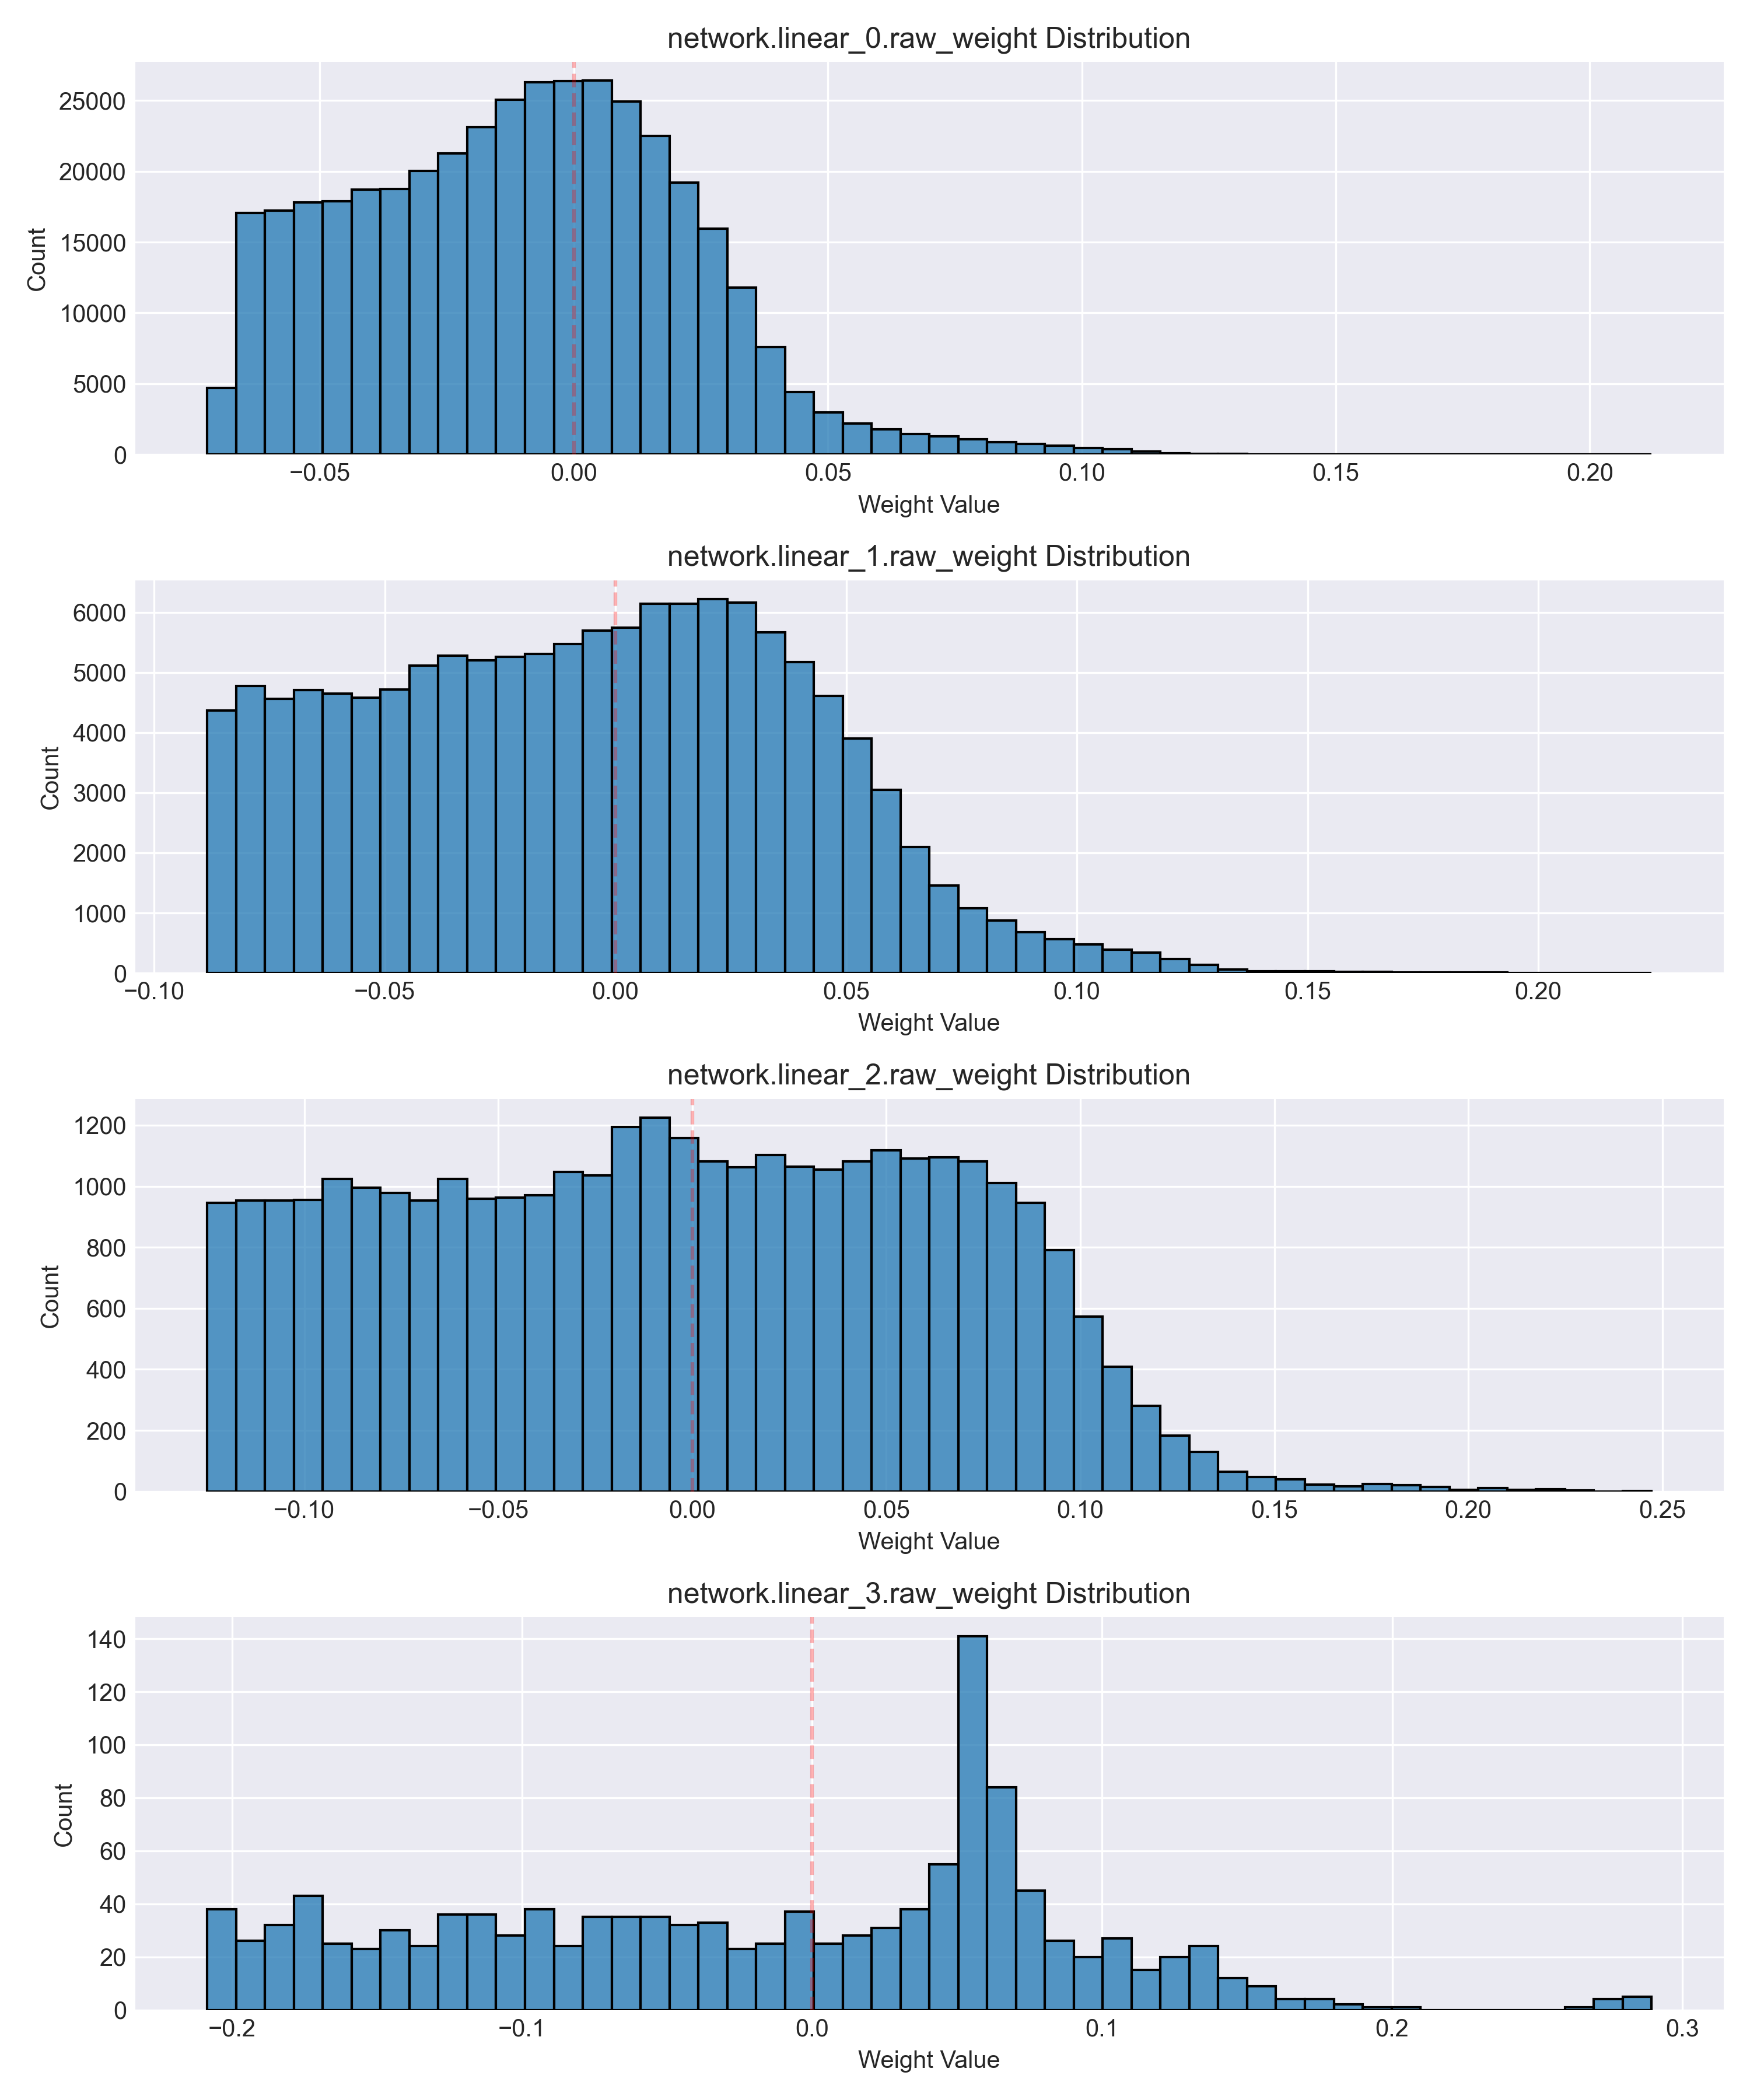 network.linear_0.raw_weight Distribution
25000
20000
15000
10000
5000
0
Count
−0.05 0.00 0.05 0.10 0.15 0.20
Weight Value
network.linear_1.raw_weight Distribution
6000
5000
4000
3000
2000
1000
0
Count
−0.10 −0.05 0.00 0.05 0.10 0.15 0.20
Weight Value
network.linear_2.raw_weight Distribution
1200
1000
800
600
400
200
0
Count
−0.10 −0.05 0.00 0.05 0.10 0.15 0.20 0.25
Weight Value
network.linear_3.raw_weight Distribution
140
120
100
80
60
40
20
0
Count
−0.2 −0.1 0.0 0.1 0.2 0.3
Weight Value